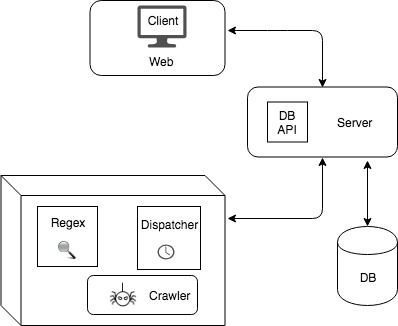 Client
Web
DB
API
Server
Regex
Dispatcher
Crawler
DB